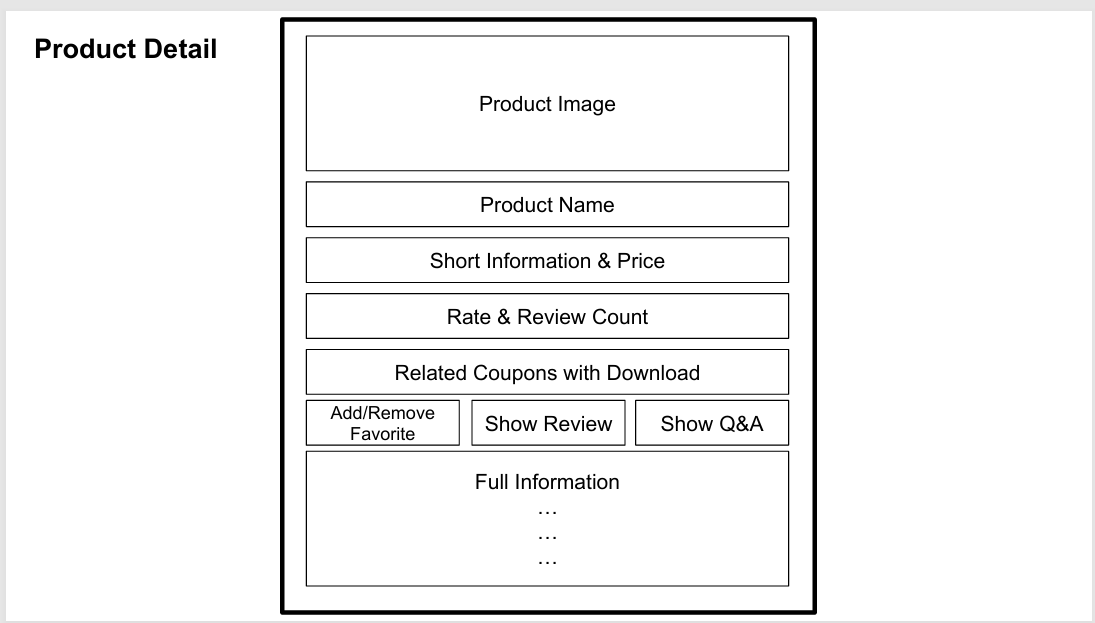 Product Detail
Product Image
Product Name
Short Information & Price
Rate & Review Count
Related Coupons with Download
Add/Remove
Favorite
Show Review
Show Q&A
Full Information
…
…
…